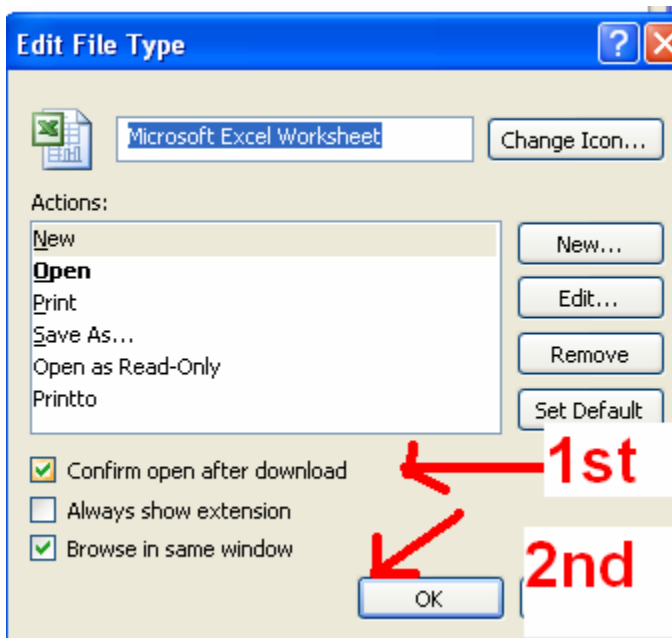 Edit File Type
Microsoft Excel Worksheet
Change Icon...
Actions:
New
Open
Print
Save As...
Open as Read-Only
Printto
New...
Edit...
Remove
Set Default
Confirm open after download
1st
Always show extension
Browse in same window
2nd
OK